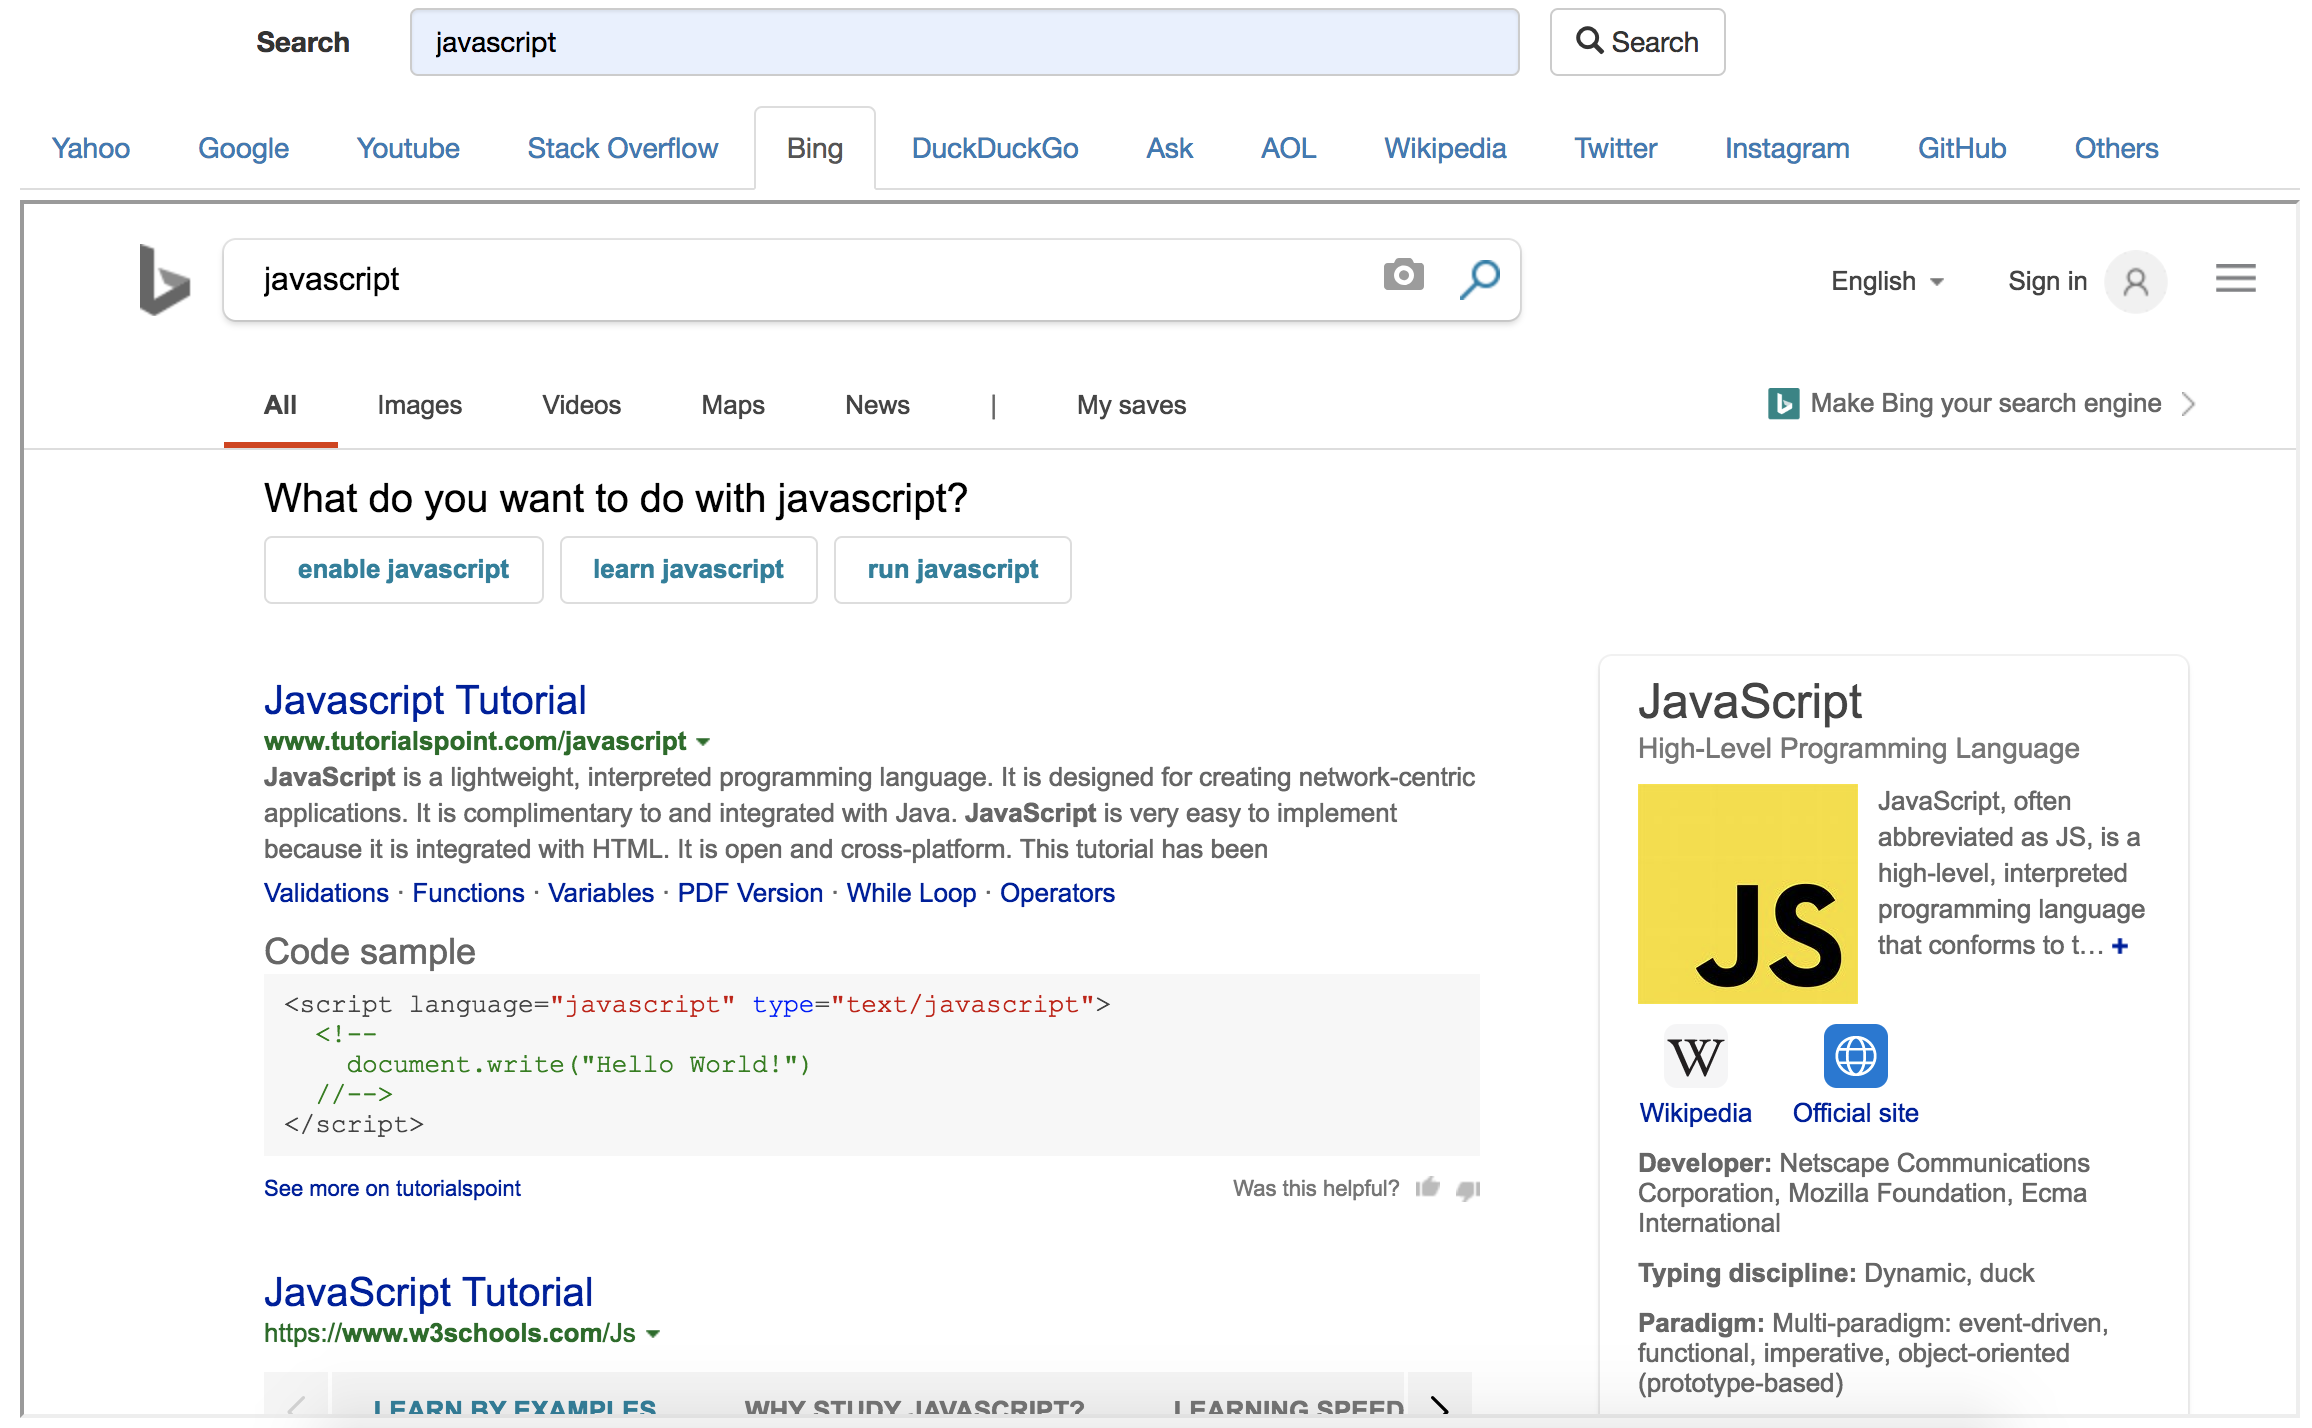 Search
javascript
Search
Yahoo Google Youtube Stack Overflow Bing DuckDuckGo Ask AOL Wikipedia Twitter Instagram GitHub Others
javascript
English
Sign in
All Images Videos Maps News | My saves
Make Bing your search engine
What do you want to do with javascript?
enable javascript learn javascript run javascript
Javascript Tutorial
www.tutorialspoint.com/javascript
JavaScript is a lightweight, interpreted programming language. It is designed for creating network-centric
applications. It is complimentary to and integrated with Java. JavaScript is very easy to implement
because it is integrated with HTML. It is open and cross-platform. This tutorial has been
Validations · Functions · Variables · PDF Version · While Loop · Operators
Code sample
<script language="javascript" type="text/javascript">
<!--
document.write("Hello World!")
//-->
</script>
See more on tutorialspoint
Was this helpful?
JavaScript Tutorial
https://www.w3schools.com/Js
LEARN BY EXAMPLES WHY STUDY JAVASCRIPT? LEARNING SPEED
JavaScript
High-Level Programming Language
JS
JavaScript, often
abbreviated as JS, is a
high-level, interpreted
programming language
that conforms to t… +
W
Wikipedia Official site
Developer: Netscape Communications
Corporation, Mozilla Foundation, Ecma
International
Typing discipline: Dynamic, duck
Paradigm: Multi-paradigm: event-driven,
functional, imperative, object-oriented
(prototype-based)